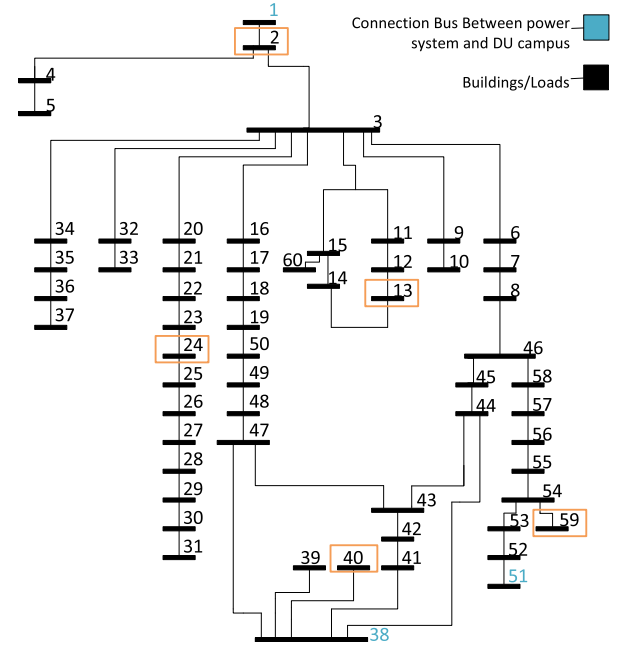 1
Connection Bus Between power
system and DU campus
2
4
Buildings/Loads
5
3
34 32 20 16 11 9 6
15
35 33 21 17 60 12 10 7
14
36 22 18 13 8
37 23 19
24 50 46
25 49 45 58
26 48 44 57
27 47 56
28 55
29 43 54
30 42 53 59
31 39 40 41 52
51
38